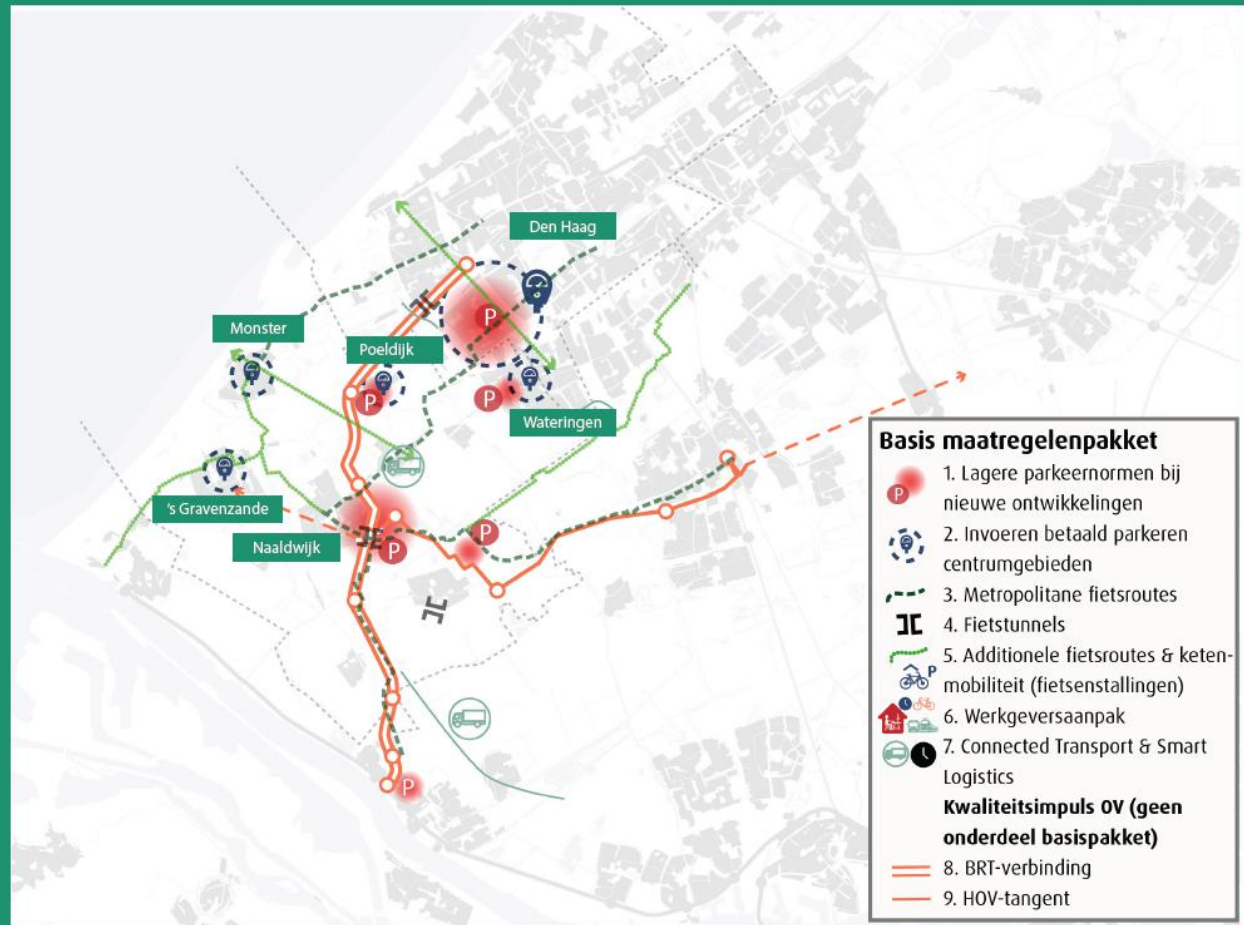 Den Haag
Monster
Poeldijk
P
P
P
Wateringen
's Gravenzande
Naaldwijk
P
P
P
Basis maatregelenpakket
P
1. Lagere parkeernormen bij
nieuwe ontwikkelingen
2. Invoeren betaald parkeren
centrumgebieden
3. Metropolitane fietsroutes
4. Fietstunnels
5. Additionele fietsroutes & keten-
P
mobiliteit (fietsenstallingen)
6. Werkgeversaanpak
7. Connected Transport & Smart
Logistics
Kwaliteitsimpuls OV (geen
onderdeel basispakket)
8. BRT-verbinding
9. HOV-tangent